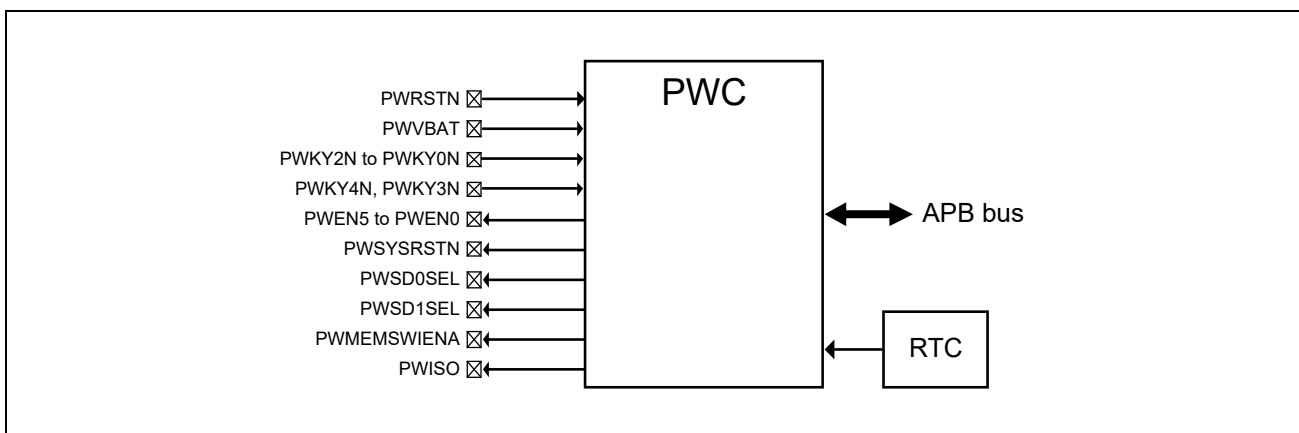 PWC
PWRSTN
PWVBAT
PWKY2N to PWKY0N
PWKY4N, PWKY3N
PWEN5 to PWEN0
PWSYSRSTN
PWSD0SEL
PWSD1SEL
PWMEMSWIENA
PWISO
APB bus
RTC